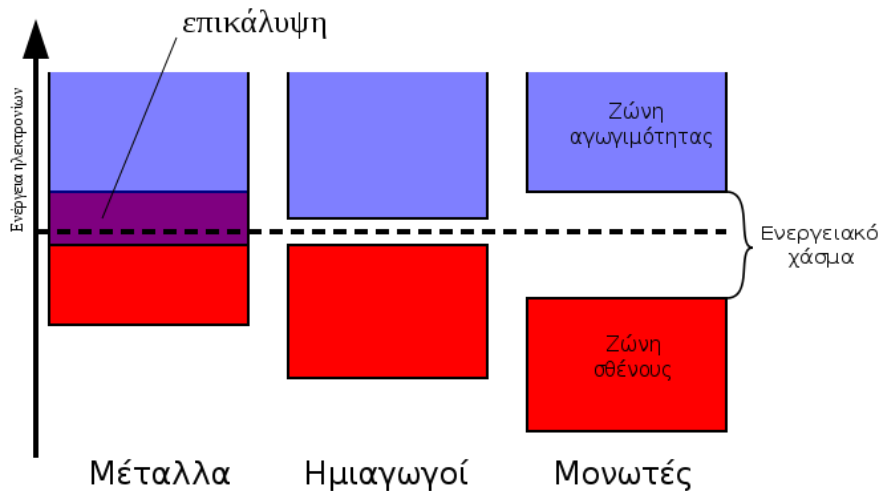 επικάλυψη
Ενέργεια ηλεκτρονίων
Ζώνη
αγωγιμότητας
Ενεργειακό
χάσμα
Ζώνη
σθένους
Μέταλλα
Ημιαγωγοί
Μονωτές